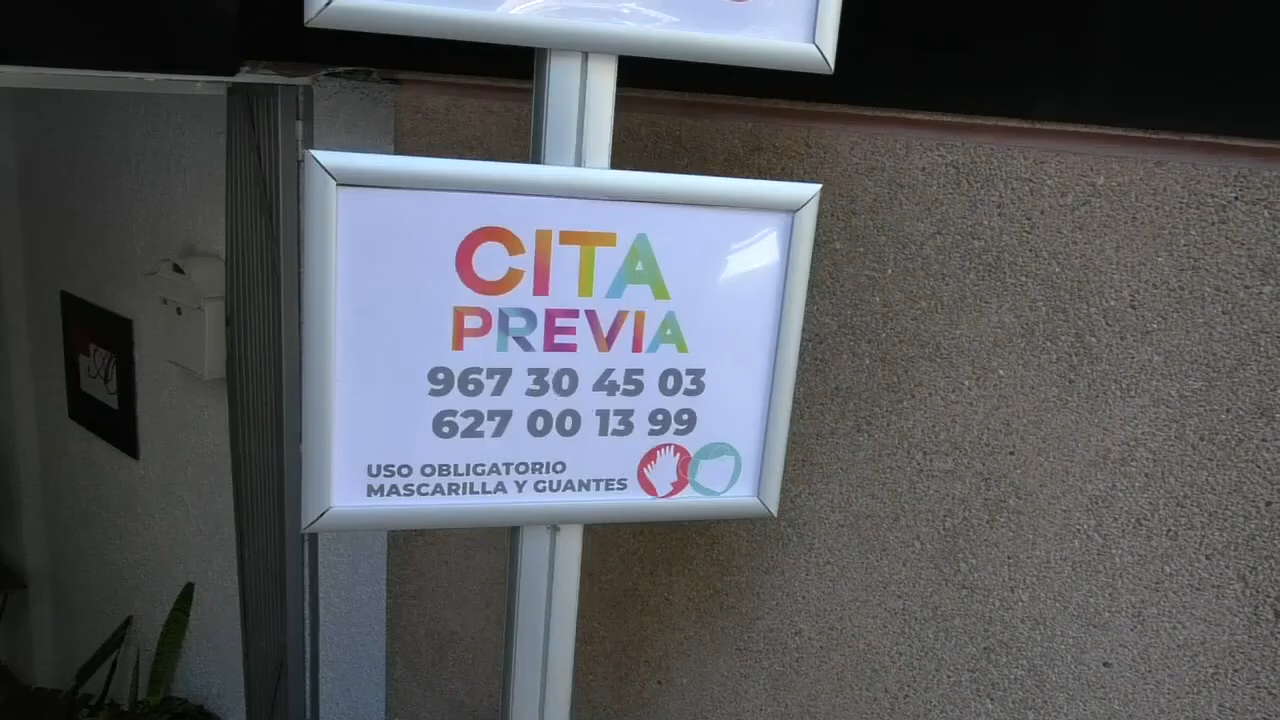 CITA
PREVIA
967 30 45 03
627 00 13 99
USO OBLIGATORIO
MASCARILLA Y GUANTES